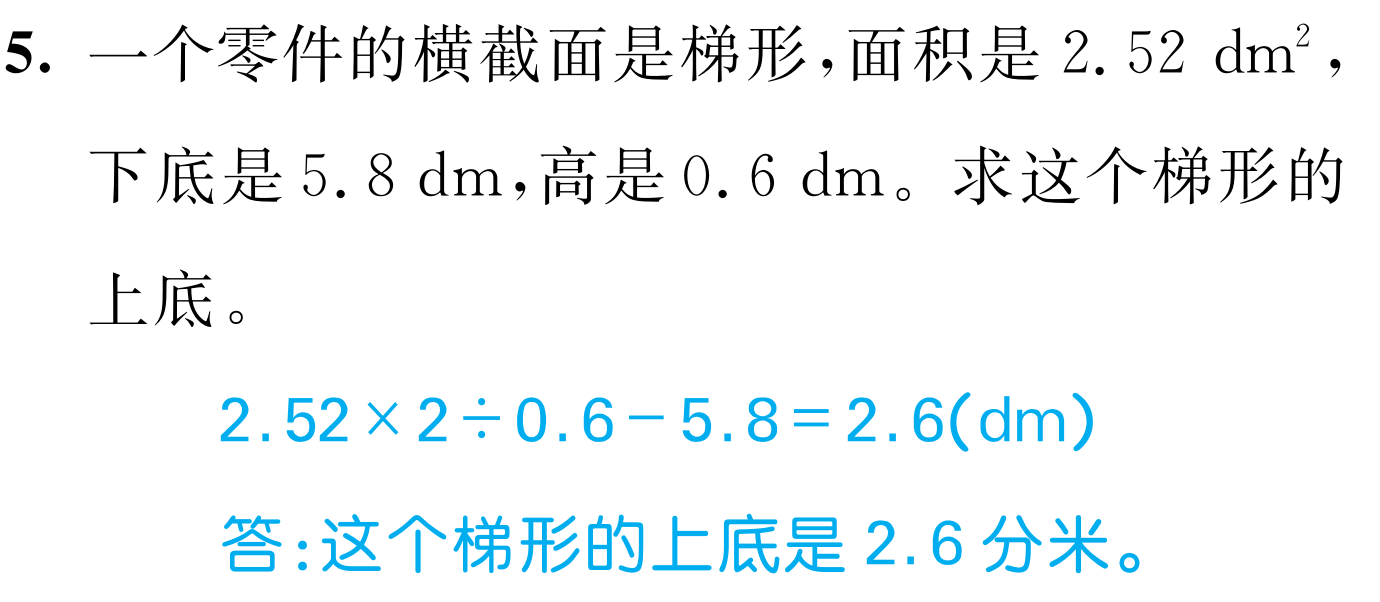 5. 一个零件的横截面是梯形,面积是 2.52 dm²,
下底是 5.8 dm,高是 0.6 dm。求这个梯形的
上底。
2.52×2÷0.6-5.8=2.6(dm)
答:这个梯形的上底是 2.6 分米。